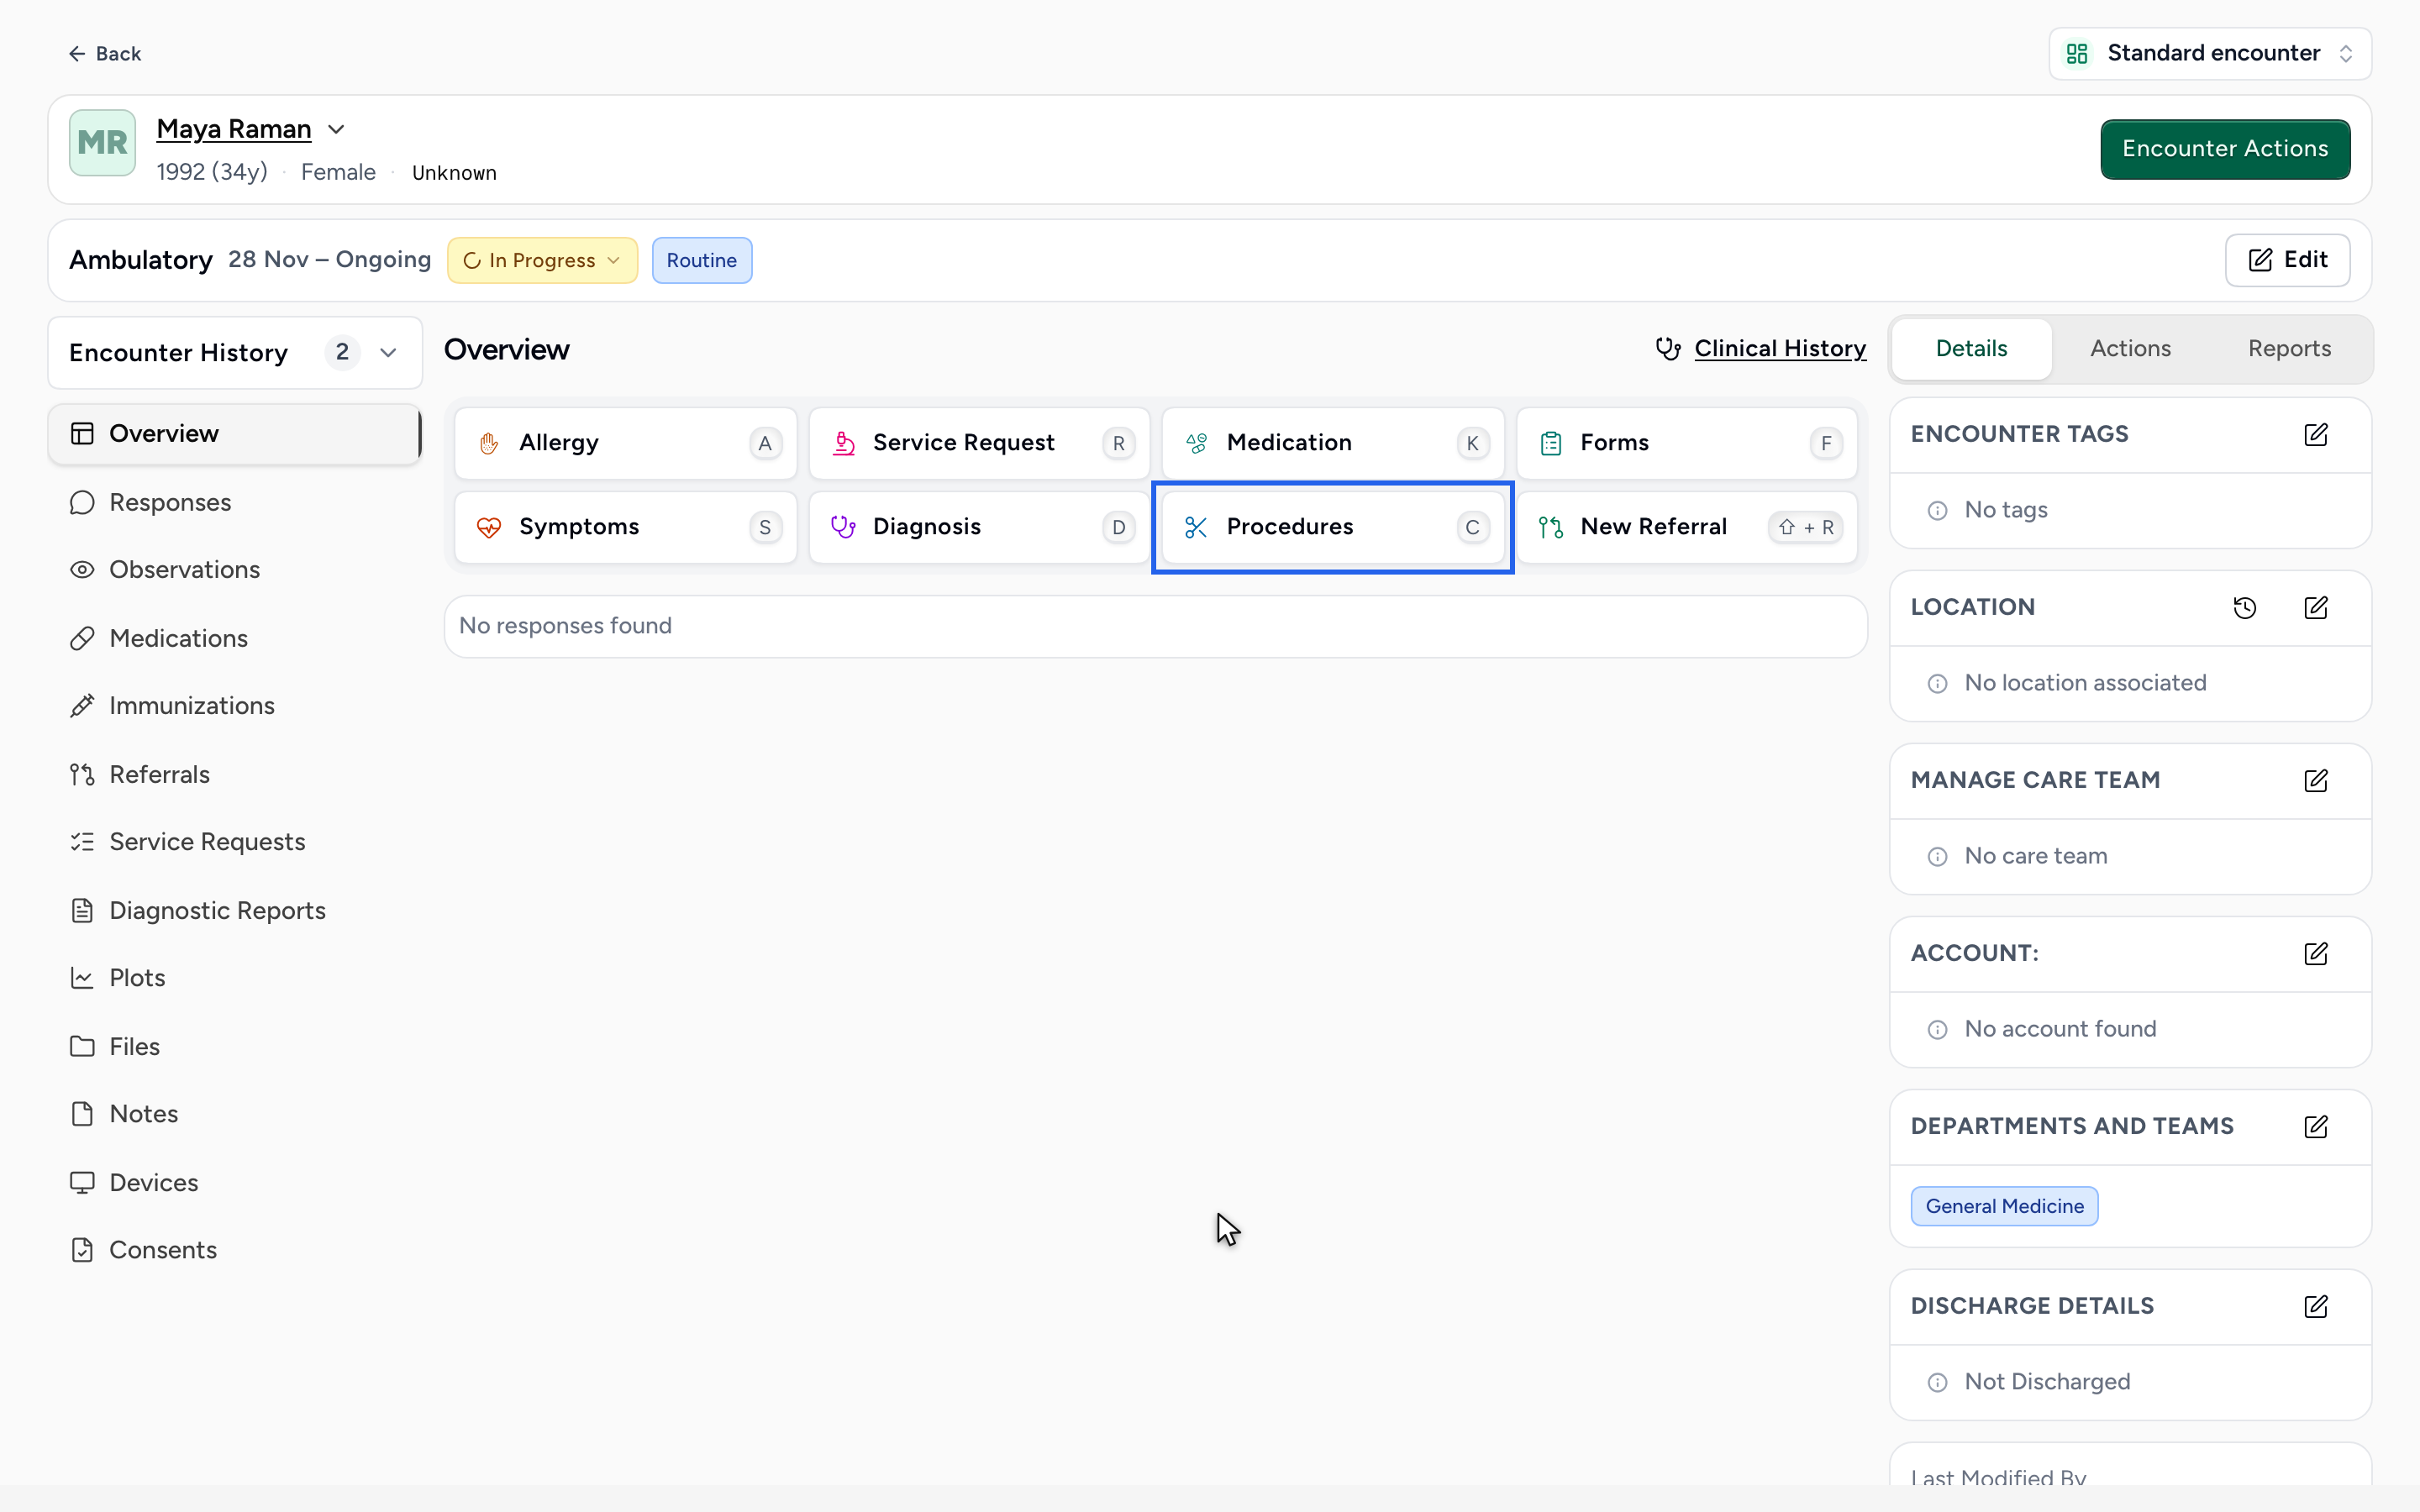 Back
Standard encounter
MR
Maya Raman
1992 (34y) · Female · Unknown
Encounter Actions
Ambulatory 28 Nov – Ongoing In Progress Routine
Edit
Encounter History 2
Overview
Responses
Observations
Medications
Immunizations
Referrals
Service Requests
Diagnostic Reports
Plots
Files
Notes
Devices
Consents
Overview
Clinical History
Allergy A
Service Request R
Medication K
Forms F
Symptoms S
Diagnosis D
Procedures C
New Referral ⇧ + R
No responses found
Details Actions Reports
ENCOUNTER TAGS
No tags
LOCATION
No location associated
MANAGE CARE TEAM
No care team
ACCOUNT:
No account found
DEPARTMENTS AND TEAMS
General Medicine
DISCHARGE DETAILS
Not Discharged
Last Modified By